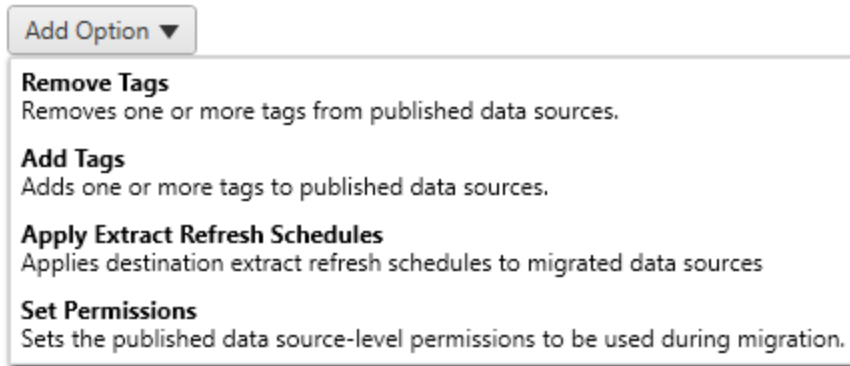 Add Option ▼
Remove Tags
Removes one or more tags from published data sources.
Add Tags
Adds one or more tags to published data sources.
Apply Extract Refresh Schedules
Applies destination extract refresh schedules to migrated data sources
Set Permissions
Sets the published data source-level permissions to be used during migration.